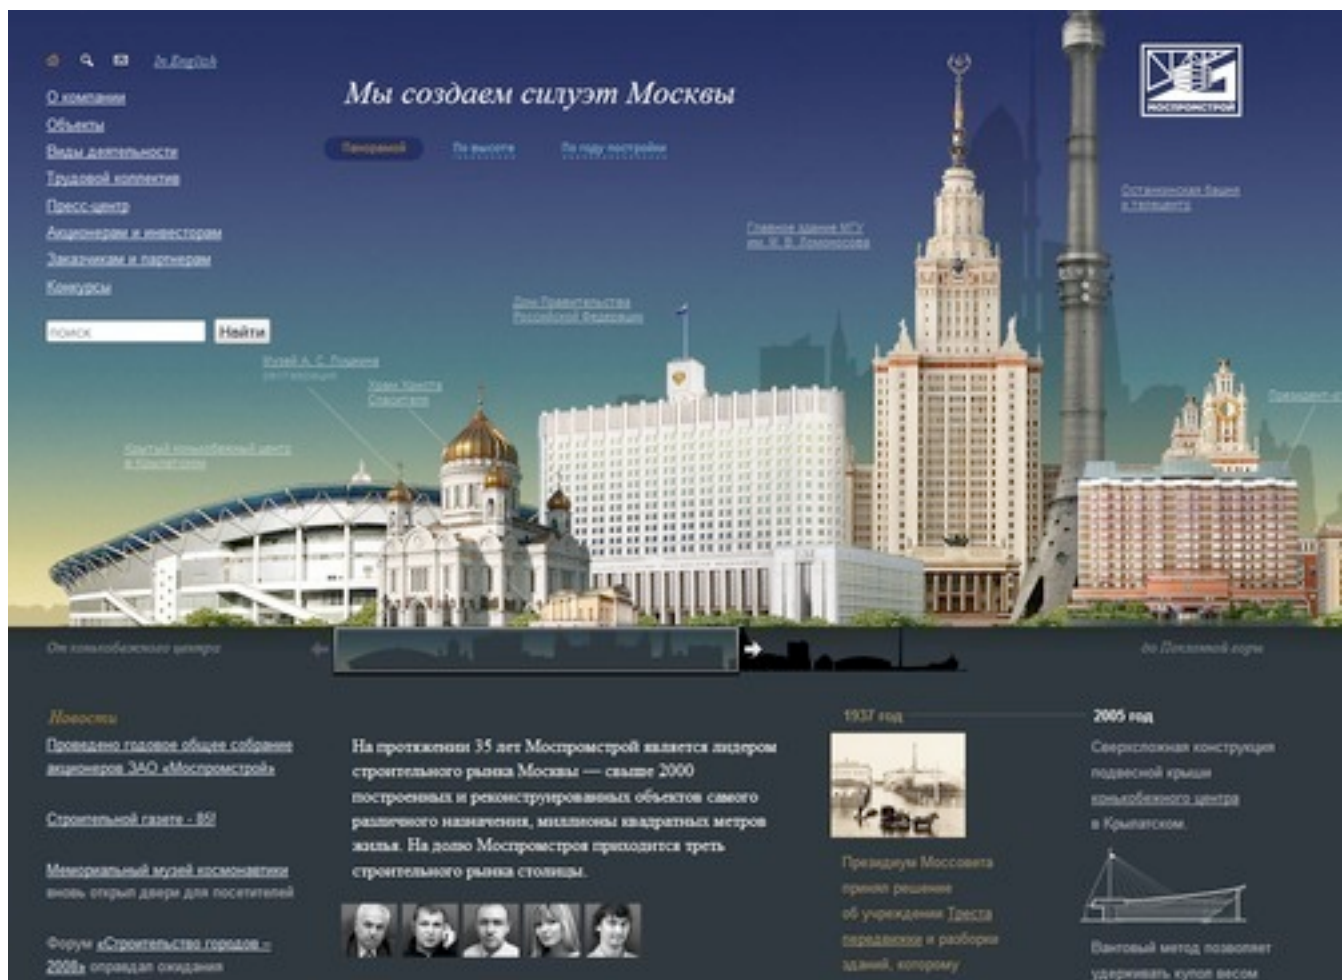 In English
О компании
Объекты
Виды деятельности
Трудовой коллектив
Пресс-центр
Акционерам и инвесторам
Заказчикам и партнерам
Конкурсы
поиск
Найти
Мы создаем силуэт Москвы
Панорамой
По высоте
По году постройки
МОСПРОМСТРОЙ
Останкинская башня
и телецентр
Главное здание МГУ
им. М. В. Ломоносова
Дом Правительства
Российской Федерации
Музей А. С. Пушкина
реставрация
Храм Христа
Спасителя
Крытый конькобежный центр
в Крылатском
Президент-
От конькобежного центра
до Поклонной горы
Новости
Проведено годовое общее собрание
акционеров ЗАО «Моспромстрой»
Строительной газете - 85!
Мемориальный музей космонавтики
вновь открыл двери для посетителей
Форум «Строительство городов –
2008» оправдал ожидания
На протяжении 35 лет Моспромстрой является лидером
строительного рынка Москвы — свыше 2000
построенных и реконструированных объектов самого
различного назначения, миллионы квадратных метров
жилья. На долю Моспромстроя приходится треть
строительного рынка столицы.
1937 год
Президиум Моссовета
принял решение
об учреждении Треста
передвижки и разборки
зданий, которому
2005 год
Сверхсложная конструкция
подвесной крыши
конькобежного центра
в Крылатском.
Вантовый метод позволяет
удерживать купол весом